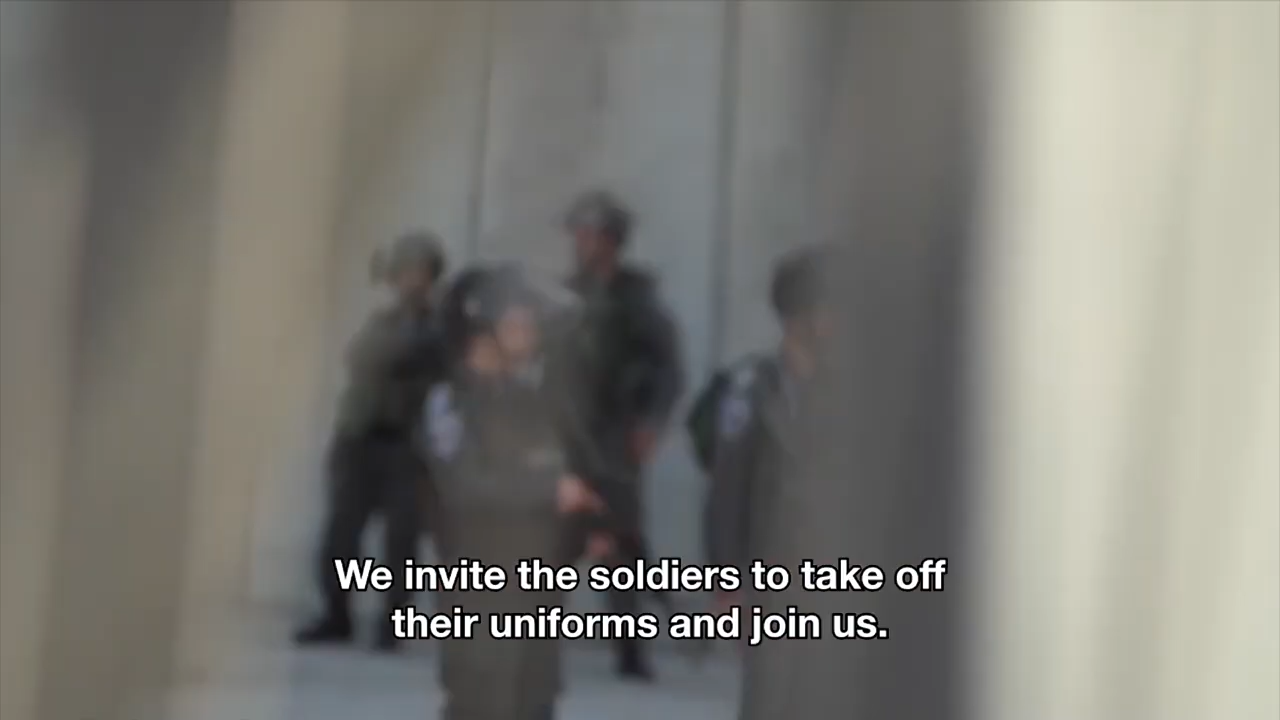 We invite the soldiers to take off
their uniforms and join us.